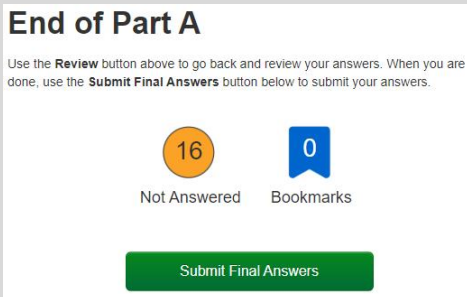 End of Part A
Use the Review button above to go back and review your answers. When you are
done, use the Submit Final Answers button below to submit your answers.
16
0
Not Answered
Bookmarks
Submit Final Answers